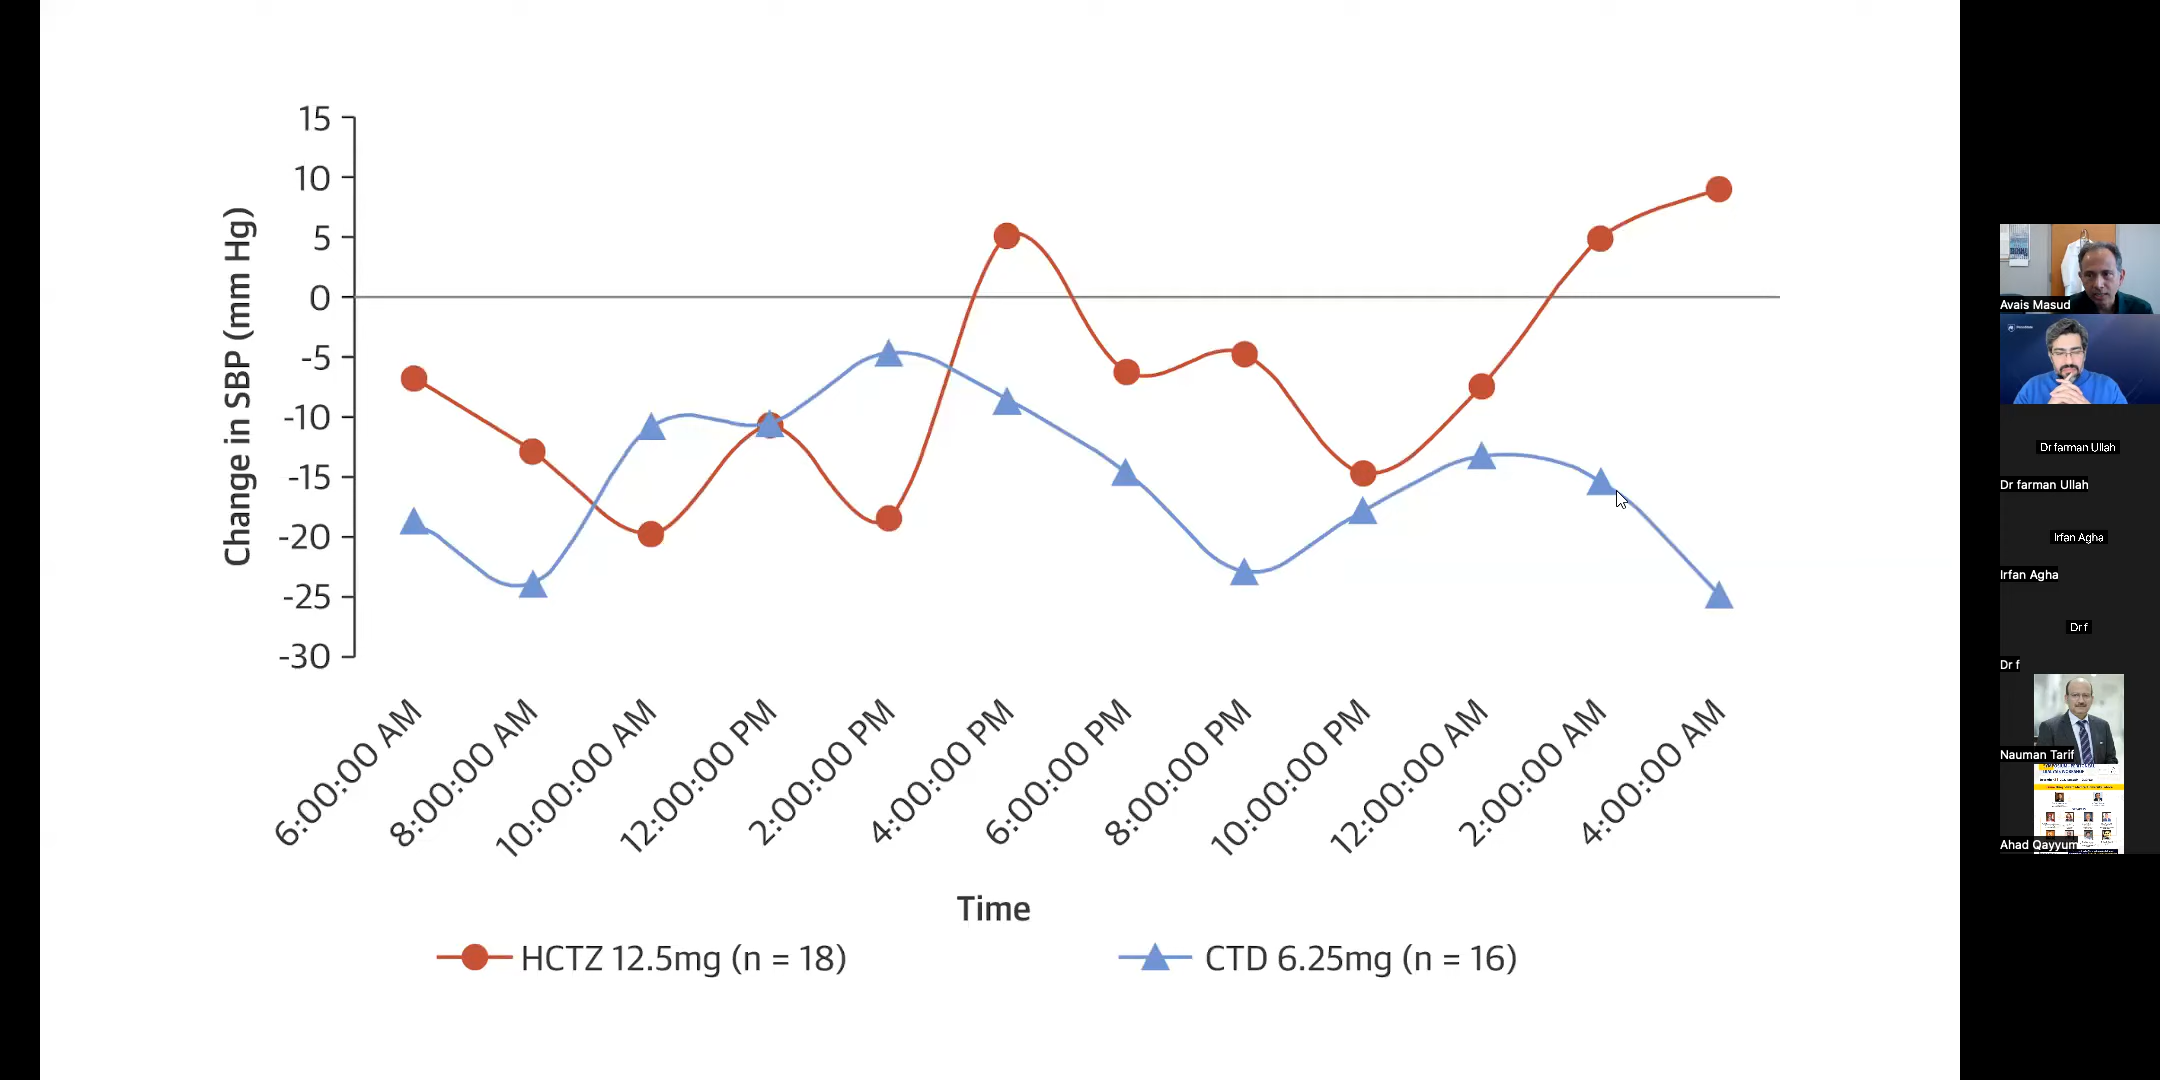 15
10
5
0
-5
-10
-15
-20
-25
-30
Change in SBP (mm Hg)
6:00:00 AM
8:00:00 AM
10:00:00 AM
12:00:00 PM
2:00:00 PM
4:00:00 PM
6:00:00 PM
8:00:00 PM
10:00:00 PM
12:00:00 AM
2:00:00 AM
4:00:00 AM
Time
HCTZ 12.5mg (n = 18)
CTD 6.25mg (n = 16)
Avais Masud
Dr farman Ullah
Dr farman Ullah
Irfan Agha
Irfan Agha
Dr f
Dr f
Nauman Tarif
Ahad Qayyum